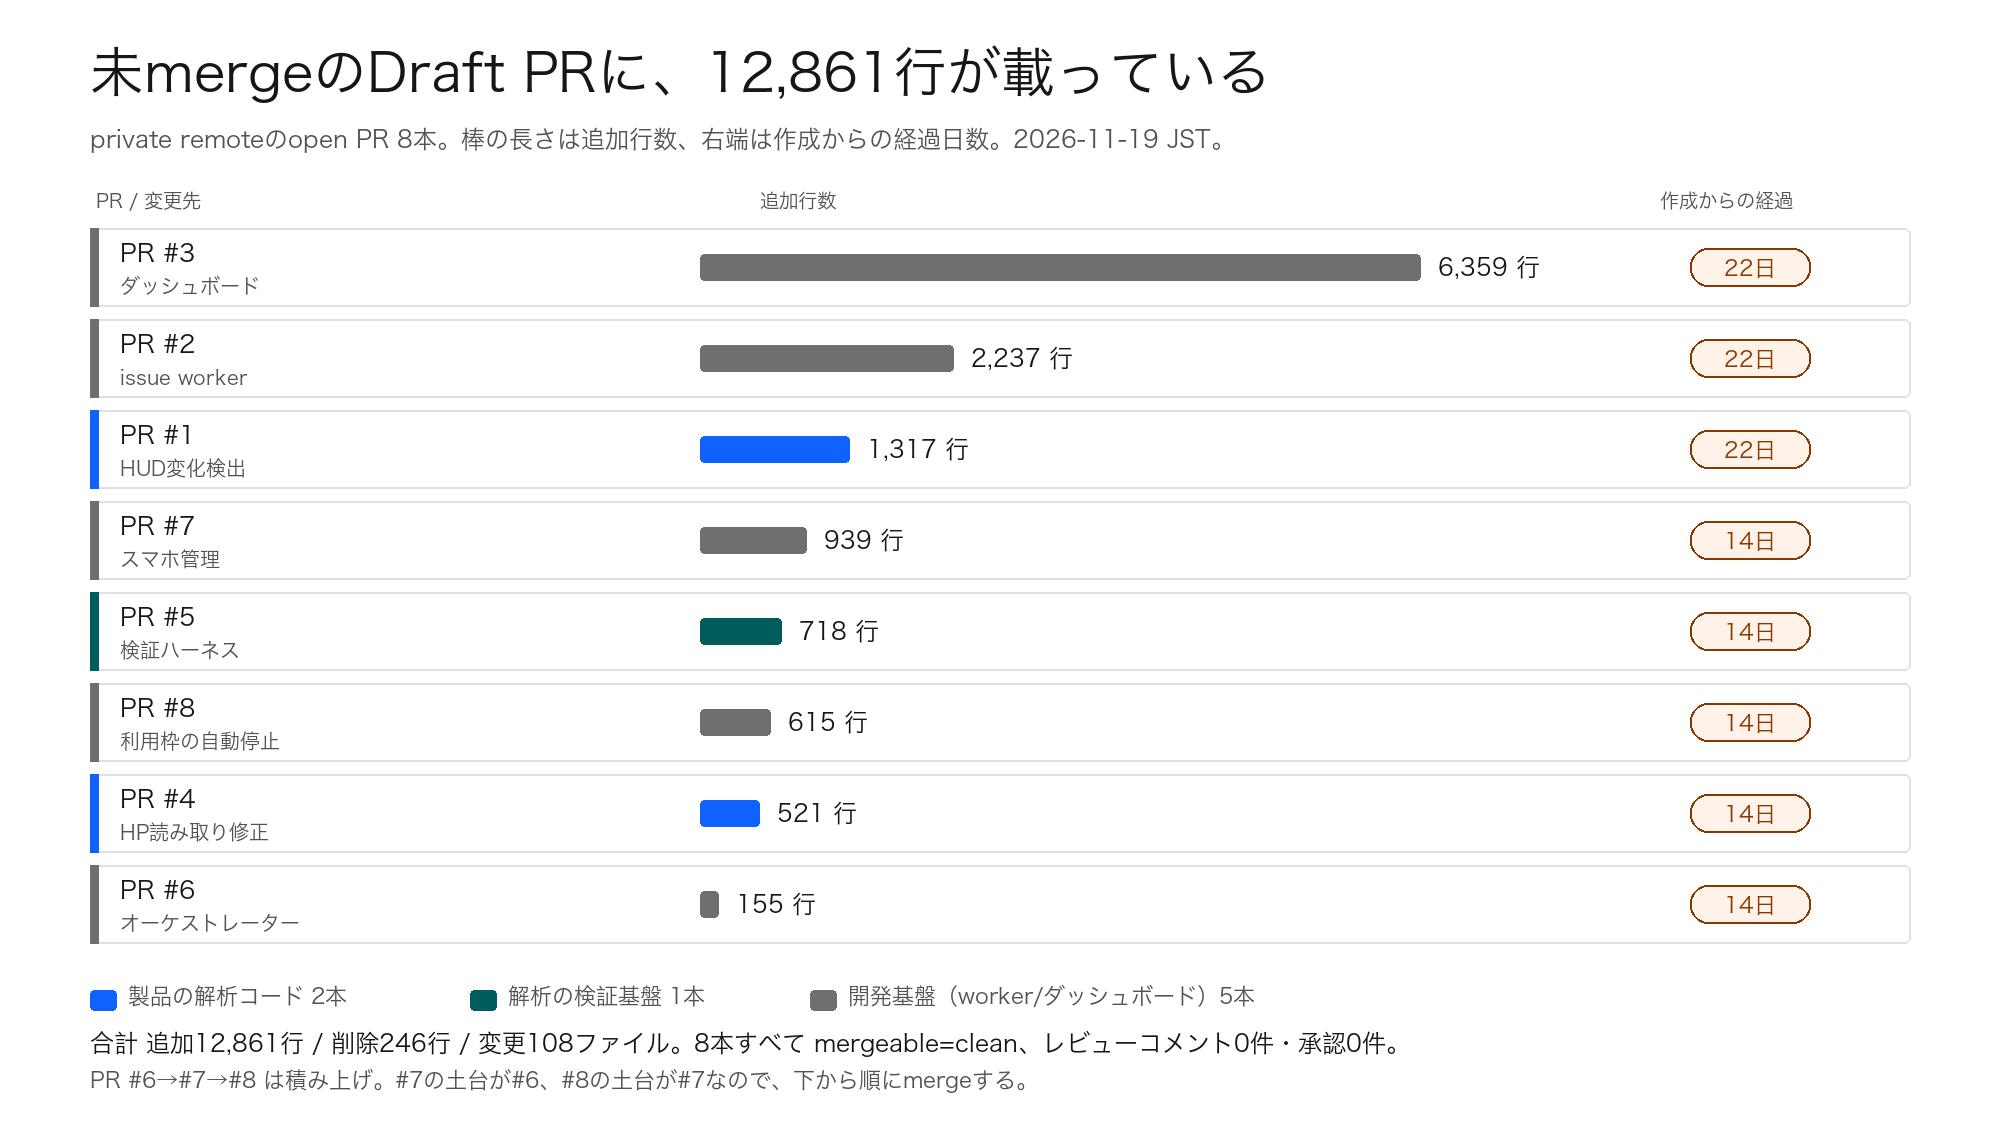 未mergeのDraft PRに、12,861行が載っている
private remoteのopen PR 8本。棒の長さは追加行数、右端は作成からの経過日数。2026-11-19 JST。
PR / 変更先 追加行数 作成からの経過
PR #3
ダッシュボード
6,359 行
22日
PR #2
issue worker
2,237 行
22日
PR #1
HUD変化検出
1,317 行
22日
PR #7
スマホ管理
939 行
14日
PR #5
検証ハーネス
718 行
14日
PR #8
利用枠の自動停止
615 行
14日
PR #4
HP読み取り修正
521 行
14日
PR #6
オーケストレーター
155 行
14日
製品の解析コード 2本 解析の検証基盤 1本 開発基盤（worker/ダッシュボード）5本
合計 追加12,861行 / 削除246行 / 変更108ファイル。8本すべて mergeable=clean、レビューコメント0件・承認0件。
PR #6→#7→#8 は積み上げ。#7の土台が#6、#8の土台が#7なので、下から順にmergeする。